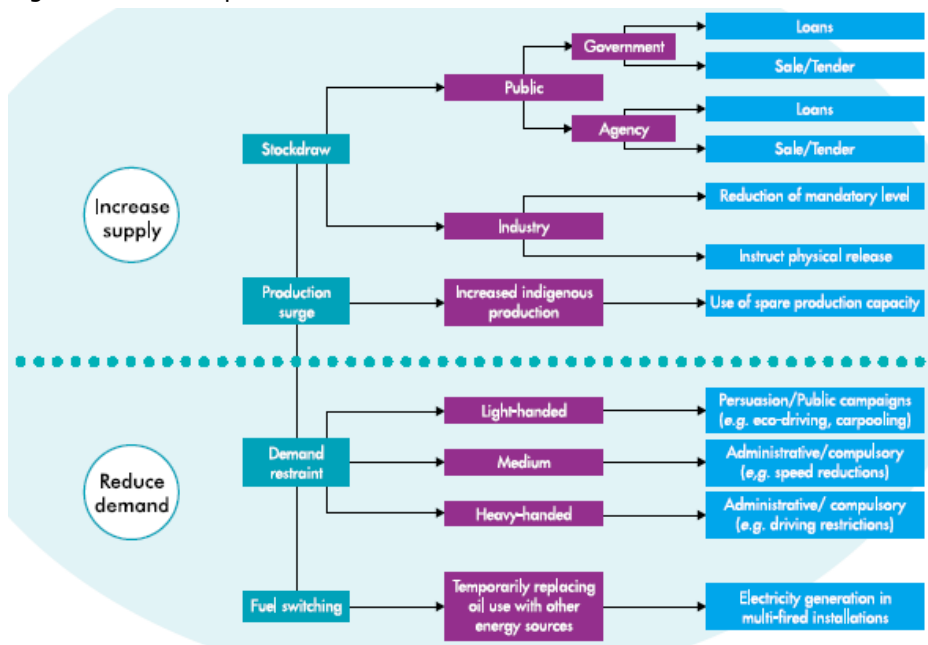 Loans
Government
Sale/Tender
Public
Loans
Agency
Sale/Tender
Stockdraw
Increase
supply
Reduction of mandatory level
Industry
Instruct physical release
Production
surge
Increased indigenous
production
Use of spare production capacity
Light-handed
Persuasion/Public campaigns
(e.g. eco-driving, carpooling)
Demand
restraint
Medium
Administrative/compulsory
(e,g. speed reductions)
Reduce
demand
Heavy-handed
Administrative/ compulsory
(e.g. driving restrictions)
Fuel switching
Temporarily replacing
oil use with other
energy sources
Electricity generation in
multi-fired installations